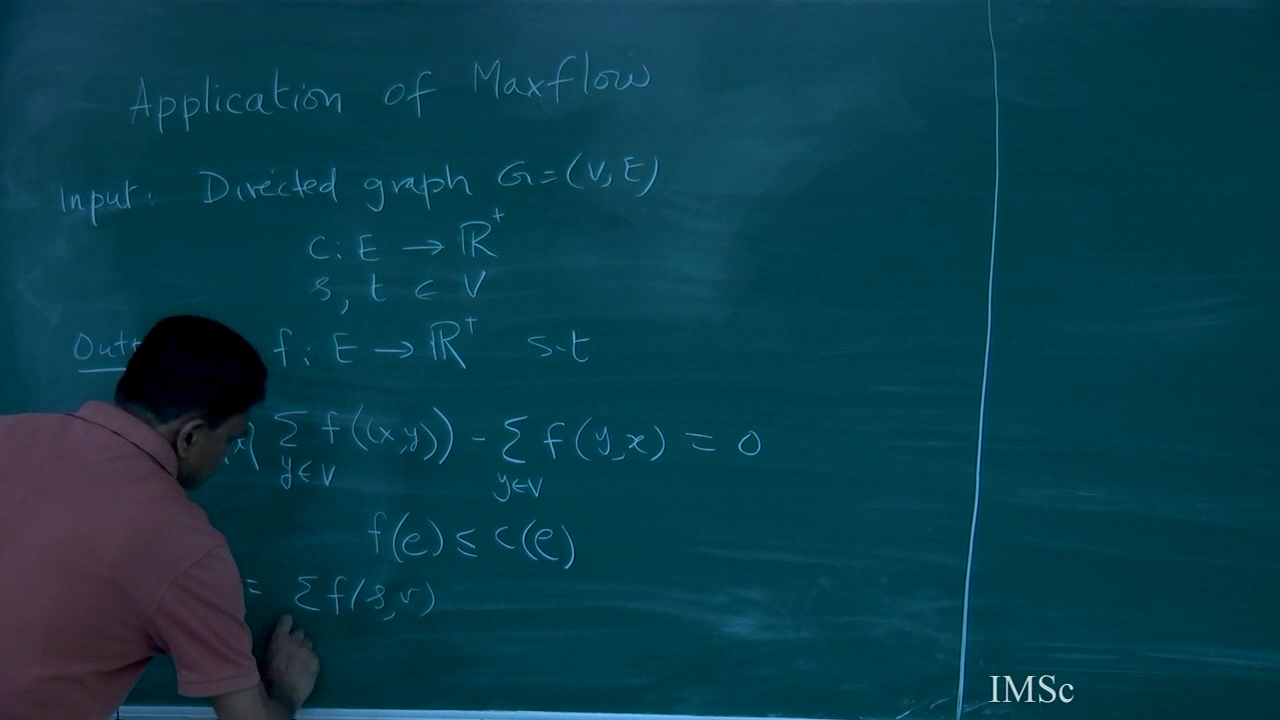 Application of Maxflow
Input: Directed graph G=(V,E)
C: E → ℝ⁺
s, t ∈ V
f: E → ℝ⁺ s.t
∑ f((x,y)) - ∑ f(y,x) = 0
y∈V y∈V
f(e) ≤ c(e)
= ∑ f(s,v)
IMSc